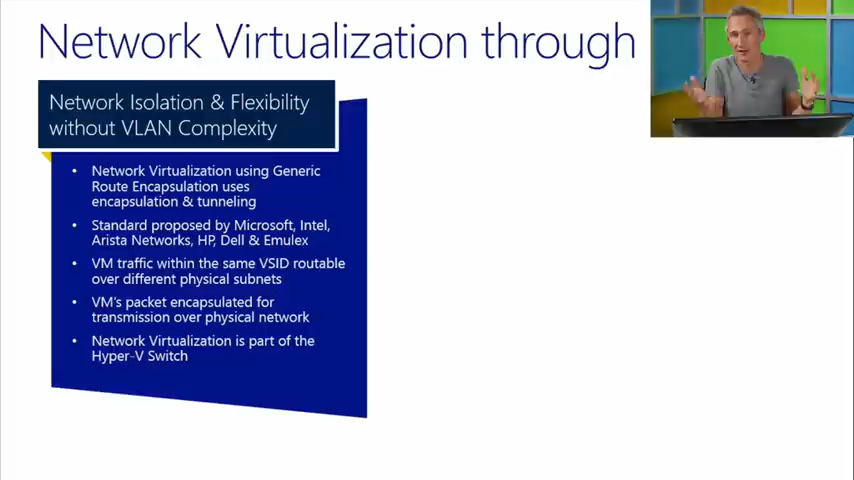 Network Virtualization through
Network Isolation & Flexibility
without VLAN Complexity
• Network Virtualization using Generic
Route Encapsulation uses
encapsulation & tunneling
• Standard proposed by Microsoft, Intel,
Arista Networks, HP, Dell & Emulex
• VM traffic within the same VSID routable
over different physical subnets
• VM's packet encapsulated for
transmission over physical network
• Network Virtualization is part of the
Hyper-V Switch